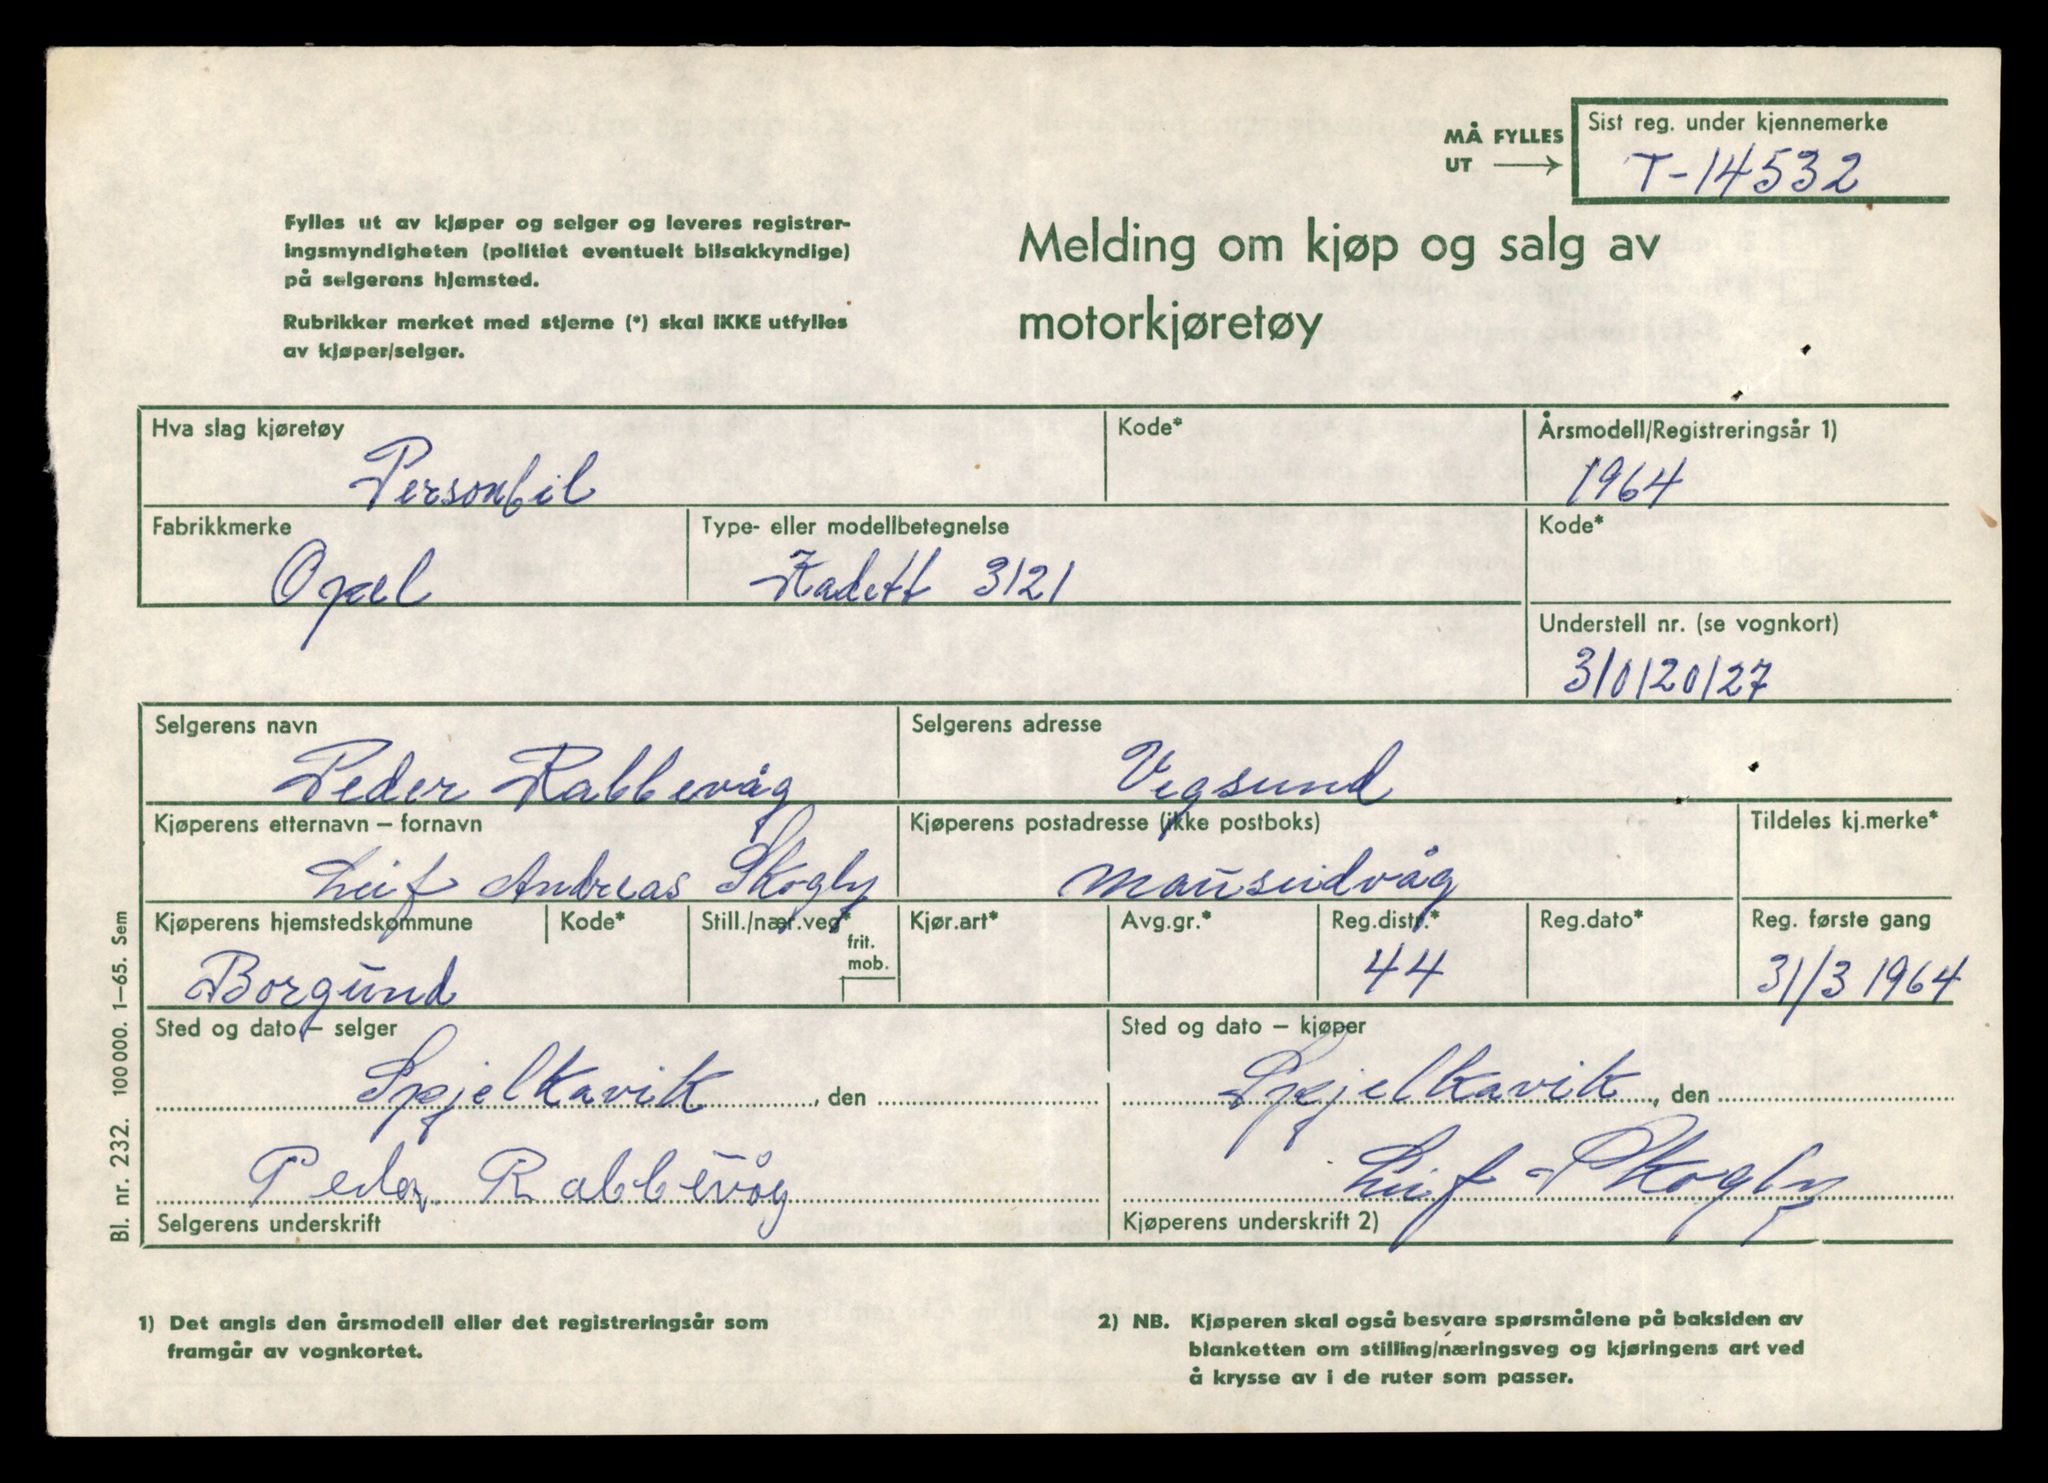 MÅ FYLLES
UT
Sist reg. under kjennemerke
T-14532
Fylles ut av kjøper og selger og leveres registrer-
ingsmyndigheten (politiet eventuelt bilsakkyndige)
på selgerens hjemsted.
Rubrikker merket med stjerne (*) skal IKKE utfylles
av kjøper/selger.
Melding om kjøp og salg av
motorkjøretøy
Hva slag kjøretøy
Personbil
Kode*
Årsmodell/Registreringsår 1)
1964
Fabrikkmerke
Opel
Type- eller modellbetegnelse
Kadett 3121
Kode*
Understell nr. (se vognkort)
310120127
Selgerens navn
Peder Rabbevåg
Selgerens adresse
Vegsund
Kjøperens etternavn – fornavn
Leif Andreas Skogly
Kjøperens postadresse (ikke postboks)
Mauseidvåg
Tildeles kj.merke*
Kjøperens hjemstedskommune
Borgund
Kode*
Still./nær.veg*
frit.
mob.
Kjør.art*
Avg.gr.*
Reg.distr.*
44
Reg.dato*
Reg. første gang
31/3 1964
Sted og dato – selger
Spjelkavik, den
Peder Rabbevåg
Selgerens underskrift
Sted og dato – kjøper
Spjelkavik, den
Leif A Skogly
Kjøperens underskrift 2)
Bl. nr. 232. 100 000. 1–65. Sem
1) Det angis den årsmodell eller det registreringsår som
framgår av vognkortet.
2) NB. Kjøperen skal også besvare spørsmålene på baksiden av
blanketten om stilling/næringsveg og kjøringens art ved
å krysse av i de ruter som passer.